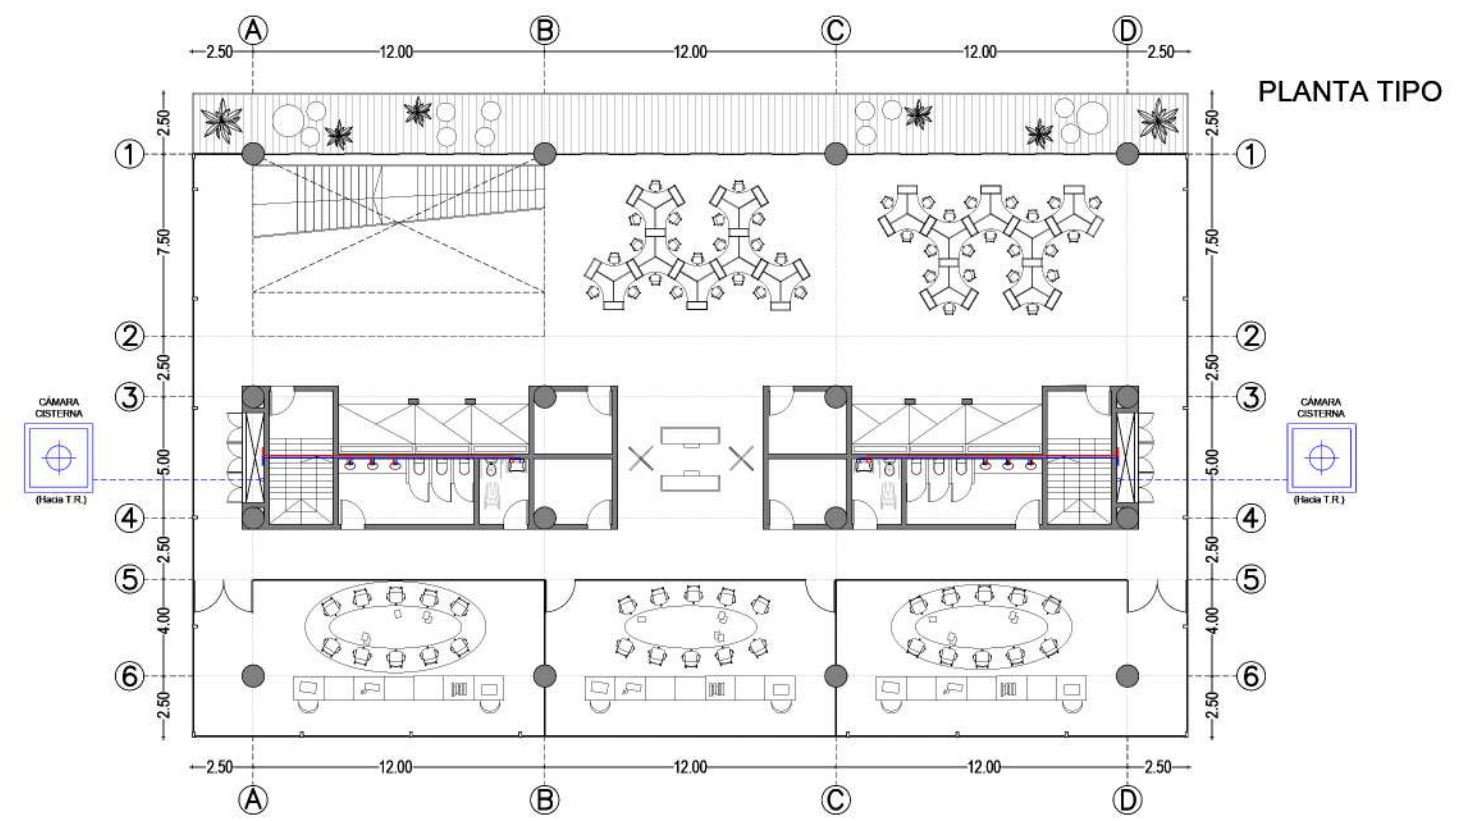 A B C D
2.50 12.00 12.00 12.00 2.50
PLANTA TIPO
2.50 2.50
1 1
7.50 7.50
2 2
2.50 2.50
3 3
CÁMARA
CISTERNA
(Hacia T.R.)
CÁMARA
CISTERNA
(Hacia T.R.)
5.00 5.00
4 4
2.50 2.50
5 5
4.00 4.00
6 6
2.50 2.50
2.50 12.00 12.00 12.00 2.50
A B C D